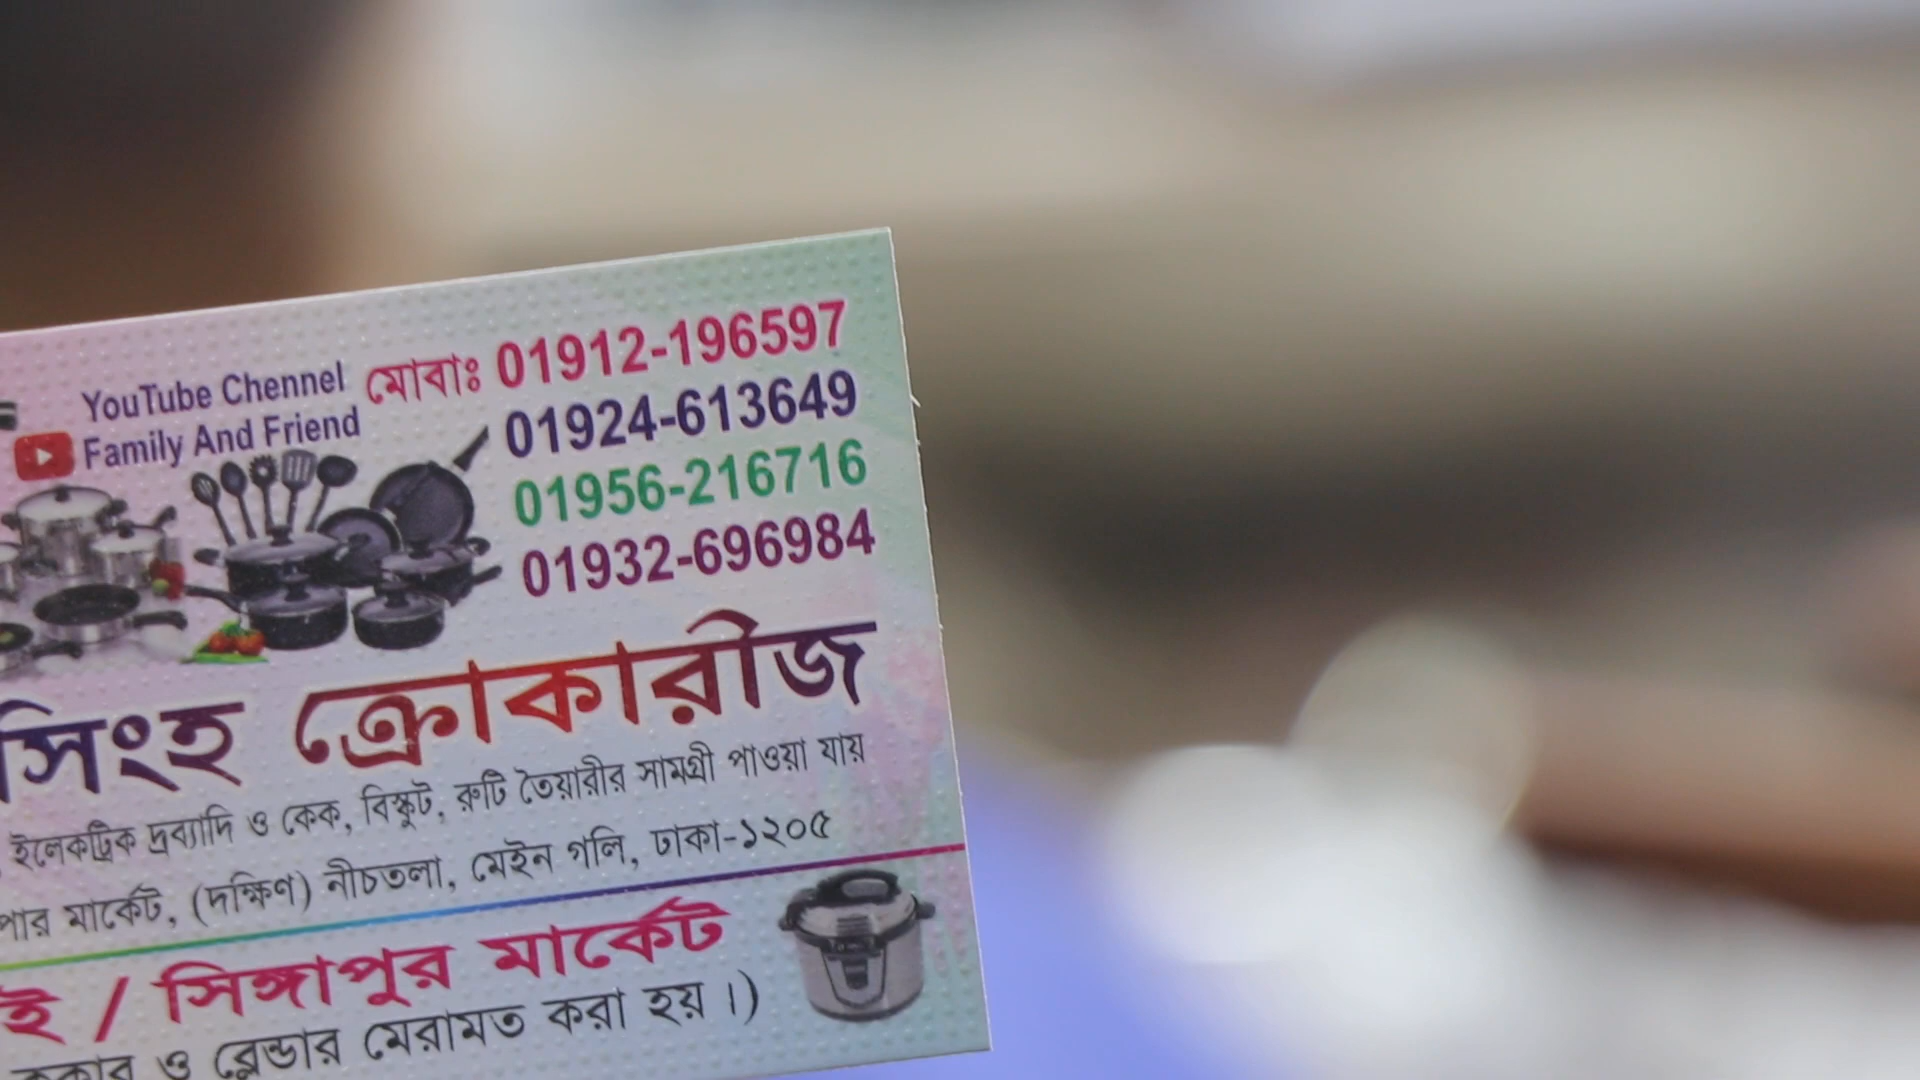 YouTube Chennel
Family And Friend
মোবাঃ 01912-196597
01924-613649
01956-216716
01932-696984
সিংহ ক্রোকারীজ
ইলেকট্রিক দ্রব্যাদি ও কেক, বিস্কুট, রুটি তৈয়ারীর সামগ্রী পাওয়া যায়
পার মার্কেট, (দক্ষিণ) নীচতলা, মেইন গলি, ঢাকা-১২০৫
ই / সিঙ্গাপুর মার্কেট
কুকার ও ব্লেন্ডার মেরামত করা হয়।)